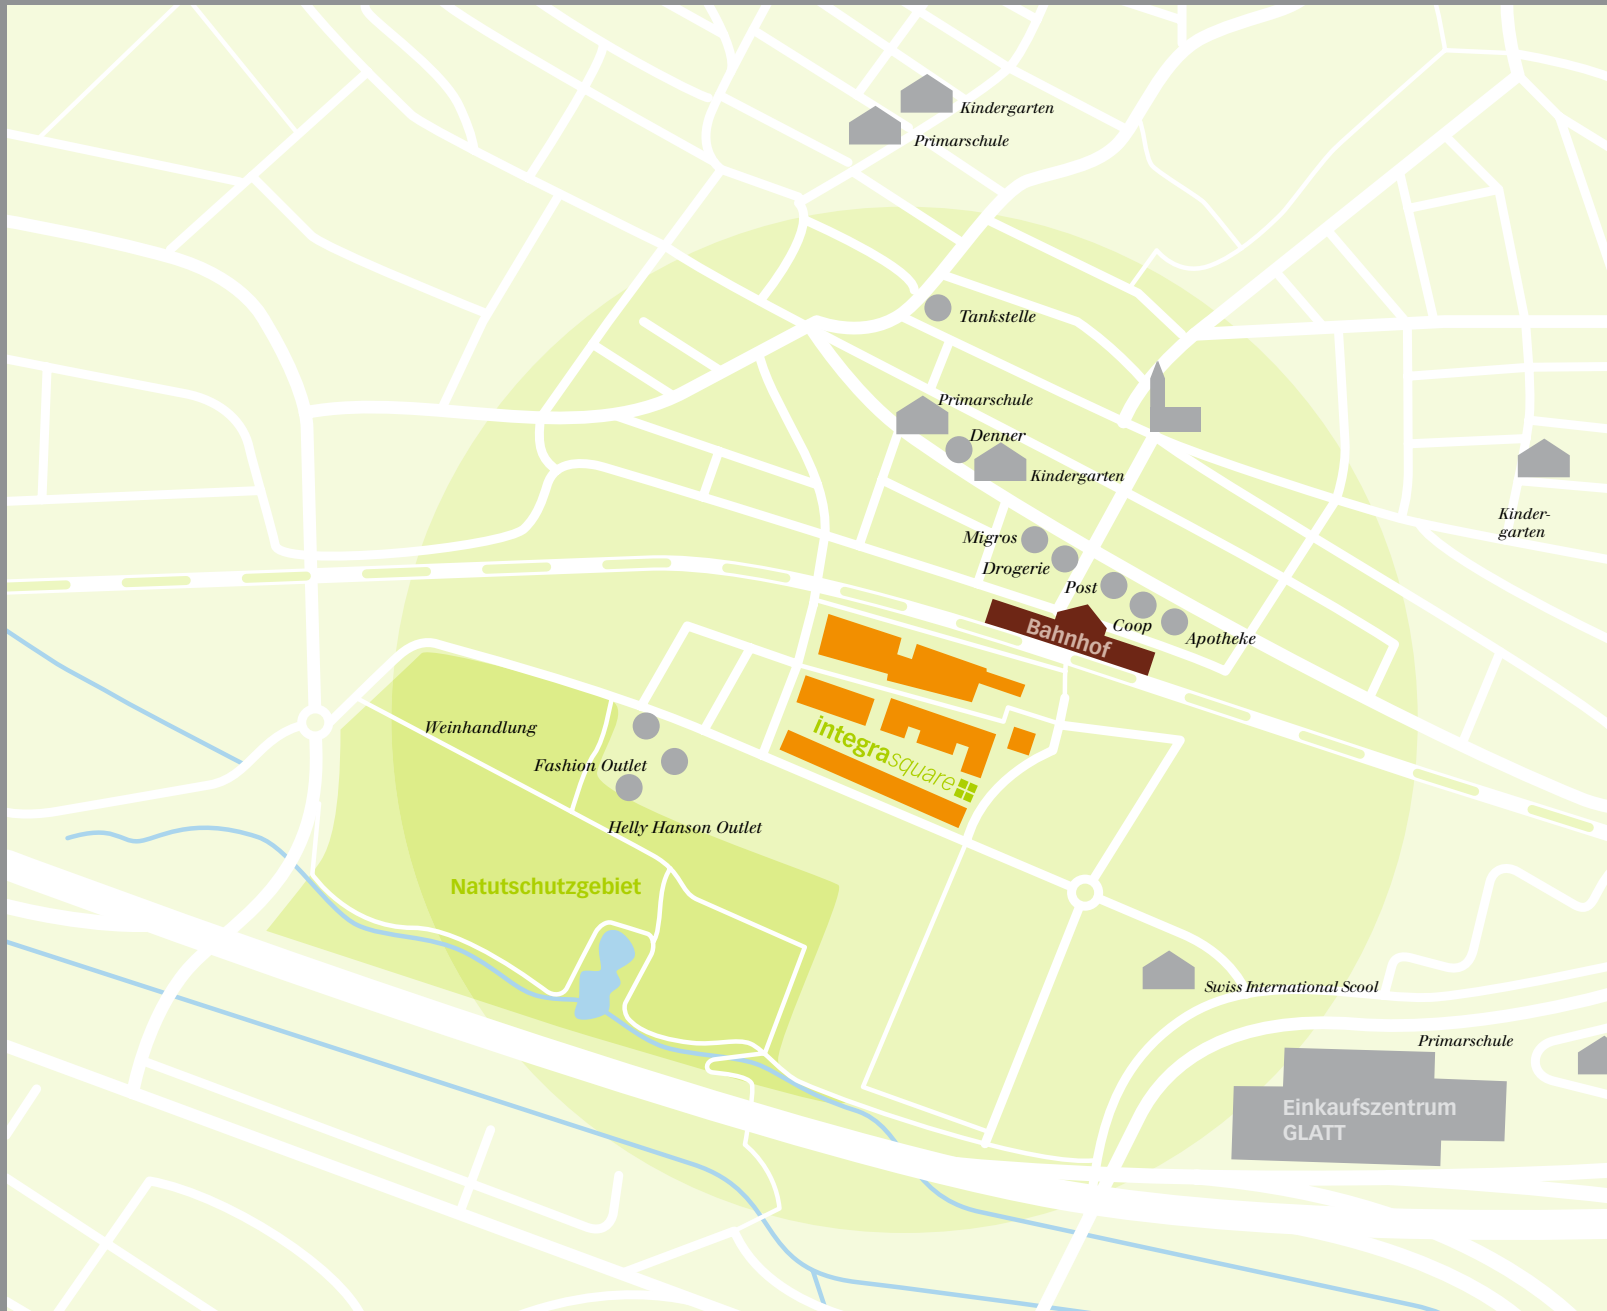 Kindergarten
Primarschule
Tankstelle
Primarschule
Denner
Kindergarten
Kinder-
garten
Migros
Drogerie
Post
Coop
Apotheke
Bahnhof
integrasquare
Weinhandlung
Fashion Outlet
Helly Hanson Outlet
Natutschutzgebiet
Swiss International Scool
Primarschule
Einkaufszentrum
GLATT